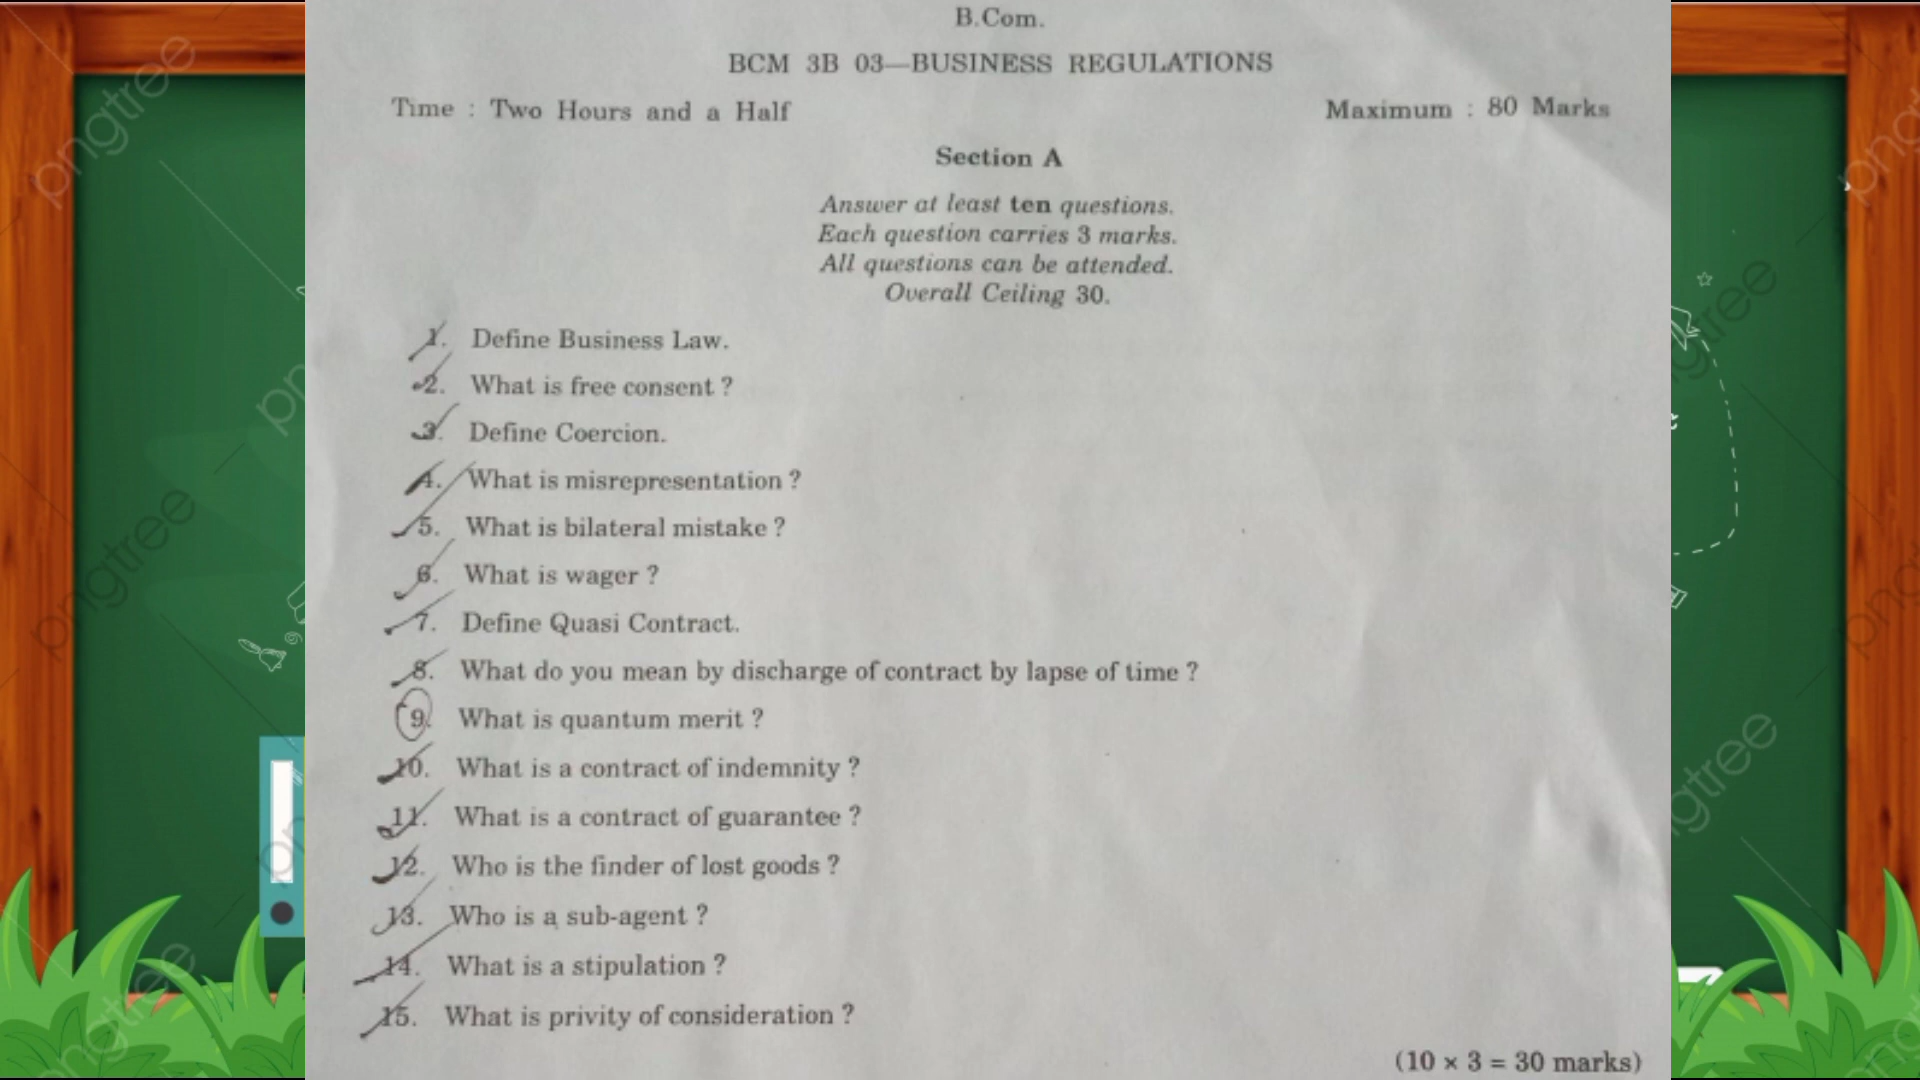 B.Com.
BCM 3B 03—BUSINESS REGULATIONS
Time : Two Hours and a Half Maximum : 80 Marks
Section A
Answer at least ten questions.
Each question carries 3 marks.
All questions can be attended.
Overall Ceiling 30.
1. Define Business Law.
2. What is free consent ?
3. Define Coercion.
4. What is misrepresentation ?
5. What is bilateral mistake ?
6. What is wager ?
7. Define Quasi Contract.
8. What do you mean by discharge of contract by lapse of time ?
9. What is quantum merit ?
10. What is a contract of indemnity ?
11. What is a contract of guarantee ?
12. Who is the finder of lost goods ?
13. Who is a sub-agent ?
14. What is a stipulation ?
15. What is privity of consideration ?
(10 × 3 = 30 marks)
pngtree
pngtree
pngtree
pngtree
pngtree